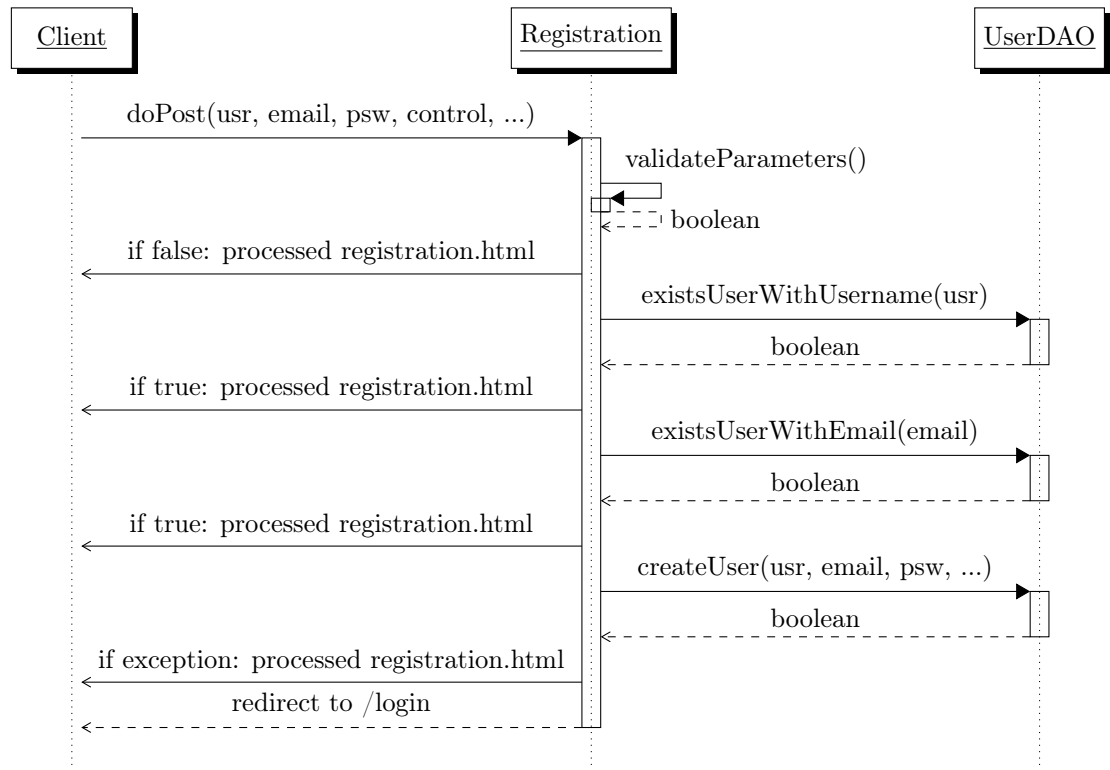 Client
Registration
UserDAO
doPost(usr, email, psw, control, ...)
validateParameters()
boolean
if false: processed registration.html
existsUserWithUsername(usr)
boolean
if true: processed registration.html
existsUserWithEmail(email)
boolean
if true: processed registration.html
createUser(usr, email, psw, ...)
boolean
if exception: processed registration.html
redirect to /login